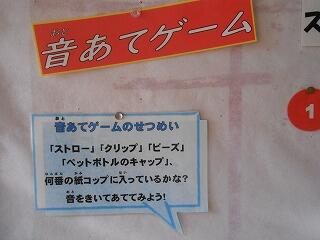 音あてゲーム
音あてゲームのせつめい
「ストロー」「クリップ」「ビーズ」
「ペットボトルのキャップ」、
何番の紙コップに入っているかな?
音をきいてあててみよう!
ス
1